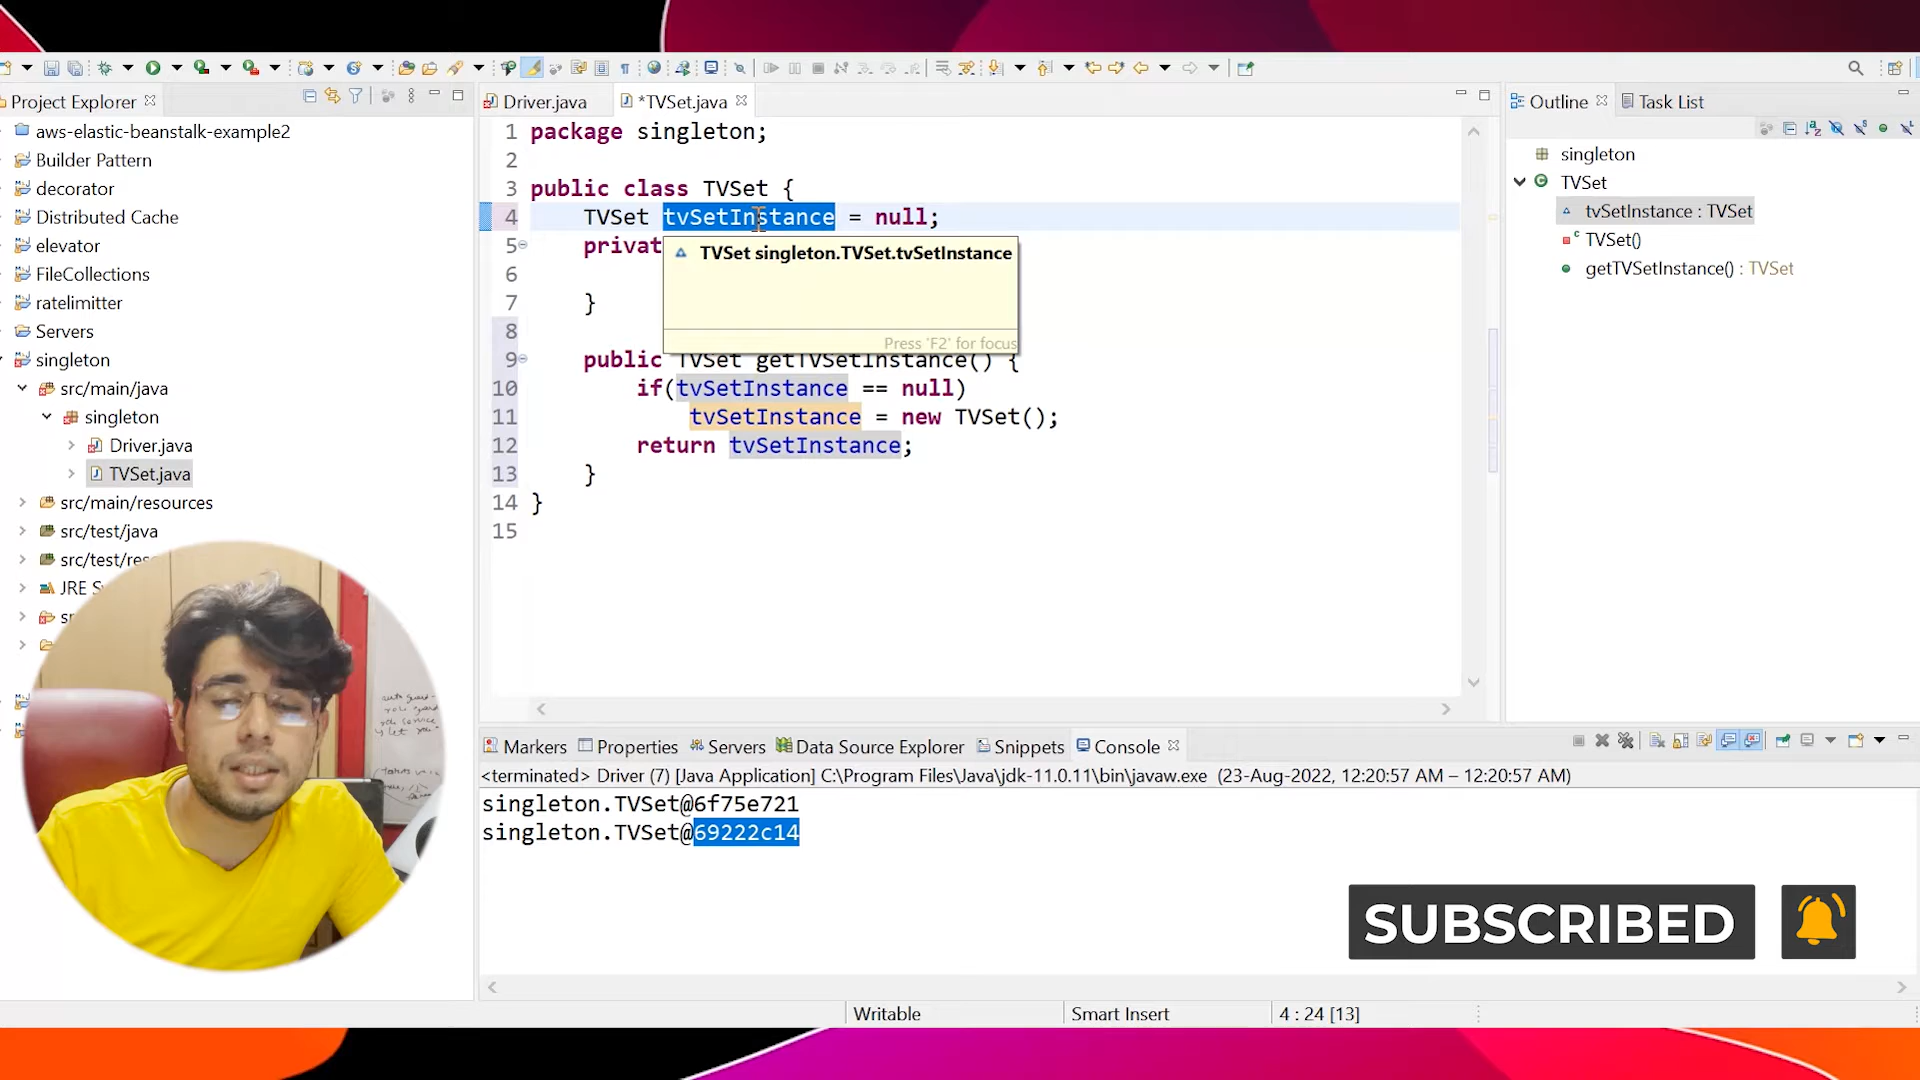 Project Explorer
aws-elastic-beanstalk-example2
Builder Pattern
decorator
Distributed Cache
elevator
FileCollections
ratelimitter
Servers
singleton
src/main/java
singleton
Driver.java
TVSet.java
src/main/resources
src/test/java
src/test/res
JRE Sy
Driver.java
*TVSet.java
1 package singleton;
2
3 public class TVSet {
4 TVSet tvSetInstance = null;
5 privat
6
7 }
8
9 public TVSet getTVSetInstance() {
10 if(tvSetInstance == null)
11 tvSetInstance = new TVSet();
12 return tvSetInstance;
13 }
14 }
15
TVSet singleton.TVSet.tvSetInstance
Press 'F2' for focus
Outline
Task List
singleton
TVSet
tvSetInstance : TVSet
TVSet()
getTVSetInstance() : TVSet
Markers Properties Servers Data Source Explorer Snippets Console
<terminated> Driver (7) [Java Application] C:\Program Files\Java\jdk-11.0.11\bin\javaw.exe (23-Aug-2022, 12:20:57 AM – 12:20:57 AM)
singleton.TVSet@6f75e721
singleton.TVSet@69222c14
SUBSCRIBED
Writable
Smart Insert
4 : 24 [13]